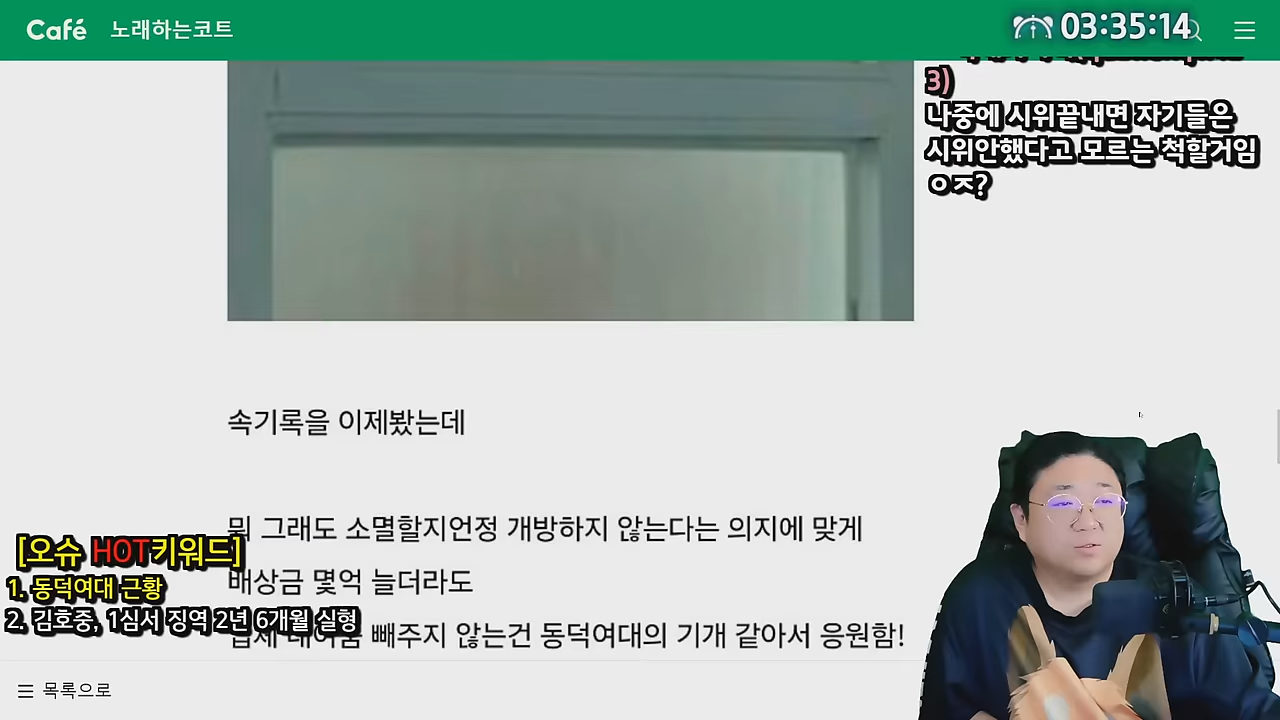 Café 노래하는코트
03:35:14
3)
나중에 시위끝내면 자기들은
시위안했다고 모르는 척할거임
ㅇㅈ?
속기록을 이제봤는데
뭐 그래도 소멸할지언정 개방하지 않는다는 의지에 맞게
배상금 몇억 늘더라도
빼주지 않는건 동덕여대의 기개 같아서 응원함!
[오슈 HOT키워드]
1. 동덕여대 근황
2. 김호중, 1심서 징역 2년 6개월 실형
목록으로